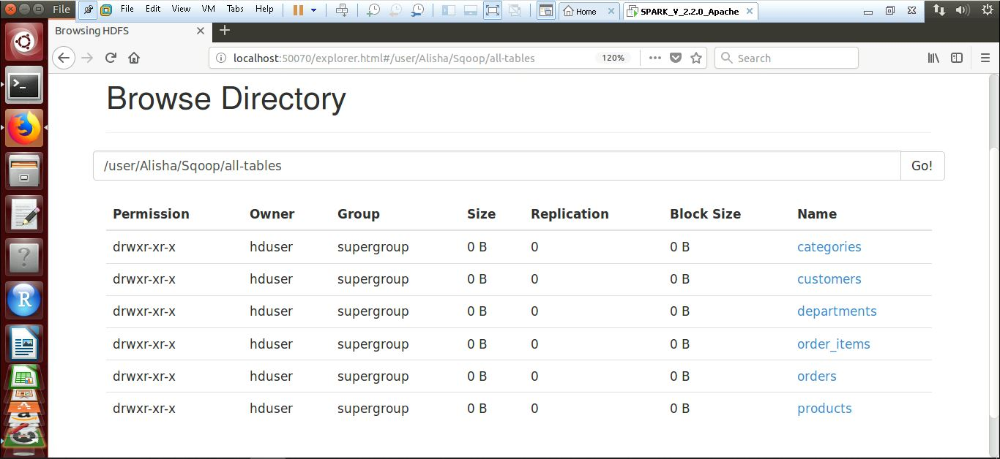 File File Edit View VM Tabs Help Home SPARK_V_2.2.0_Apache
Browsing HDFS
localhost:50070/explorer.html#/user/Alisha/Sqoop/all-tables 120% Search
Browse Directory
/user/Alisha/Sqoop/all-tables Go!
Permission Owner Group Size Replication Block Size Name
drwxr-xr-x hduser supergroup 0 B 0 0 B categories
drwxr-xr-x hduser supergroup 0 B 0 0 B customers
drwxr-xr-x hduser supergroup 0 B 0 0 B departments
drwxr-xr-x hduser supergroup 0 B 0 0 B order_items
drwxr-xr-x hduser supergroup 0 B 0 0 B orders
drwxr-xr-x hduser supergroup 0 B 0 0 B products